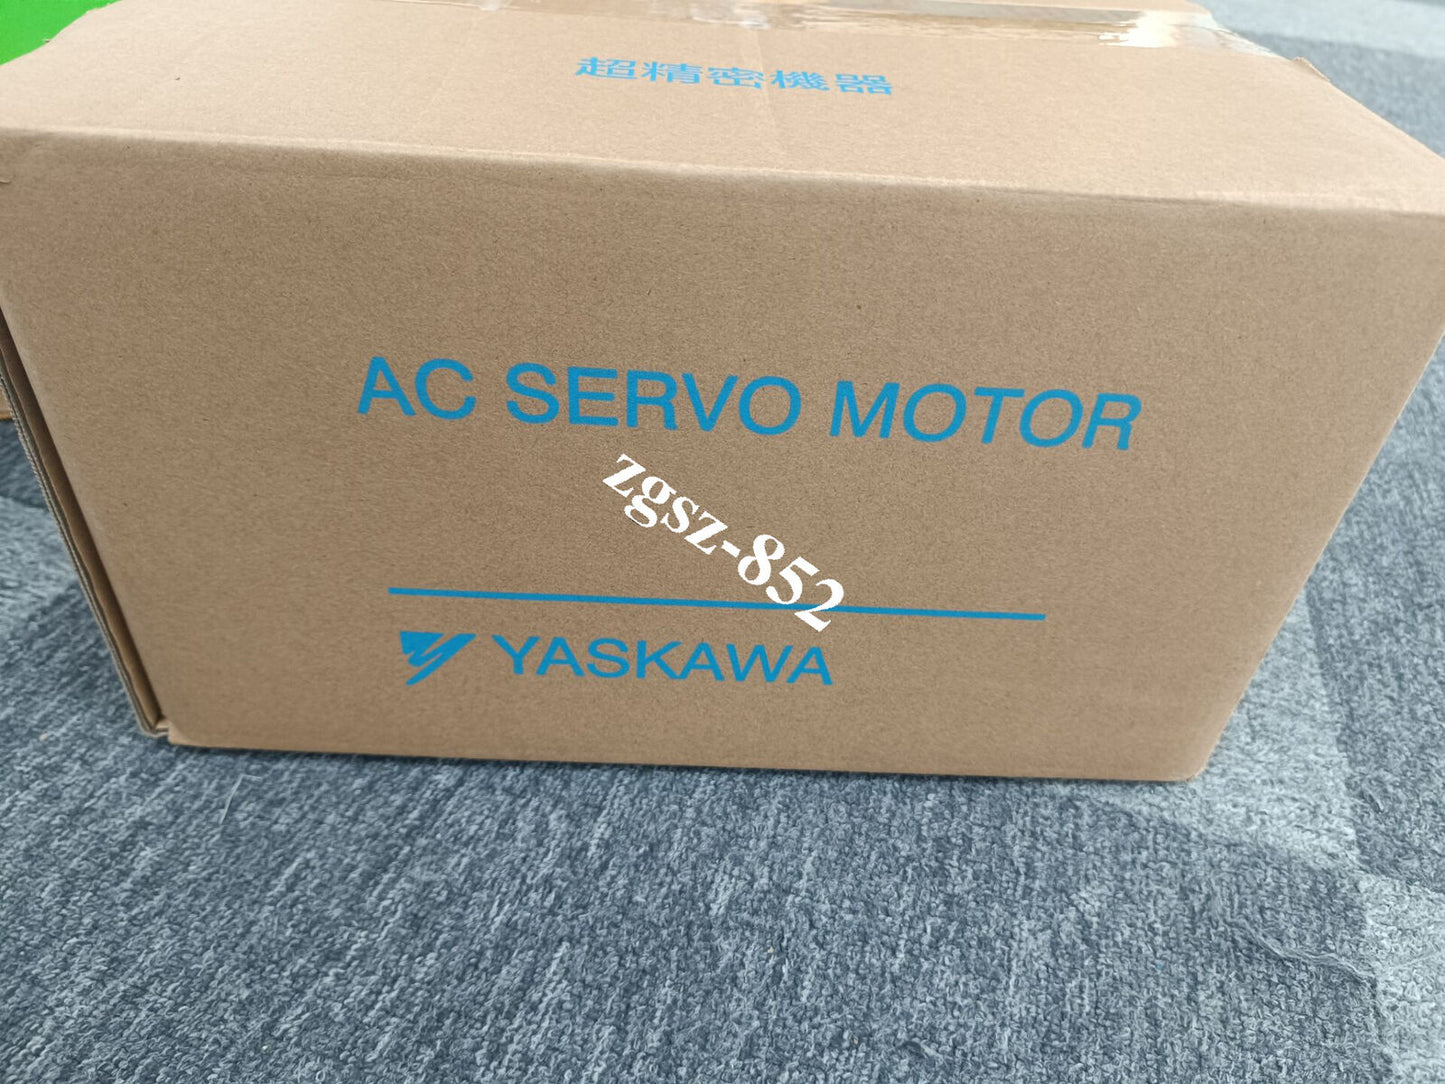 超精密機器
AC SERVO MOTOR
zgsz-852
YASKAWA